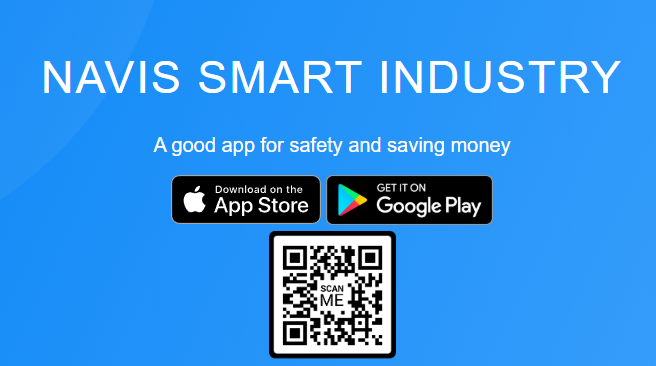 NAVIS SMART INDUSTRY
A good app for safety and saving money
Download on the
App Store
GET IT ON
Google Play
SCAN
ME